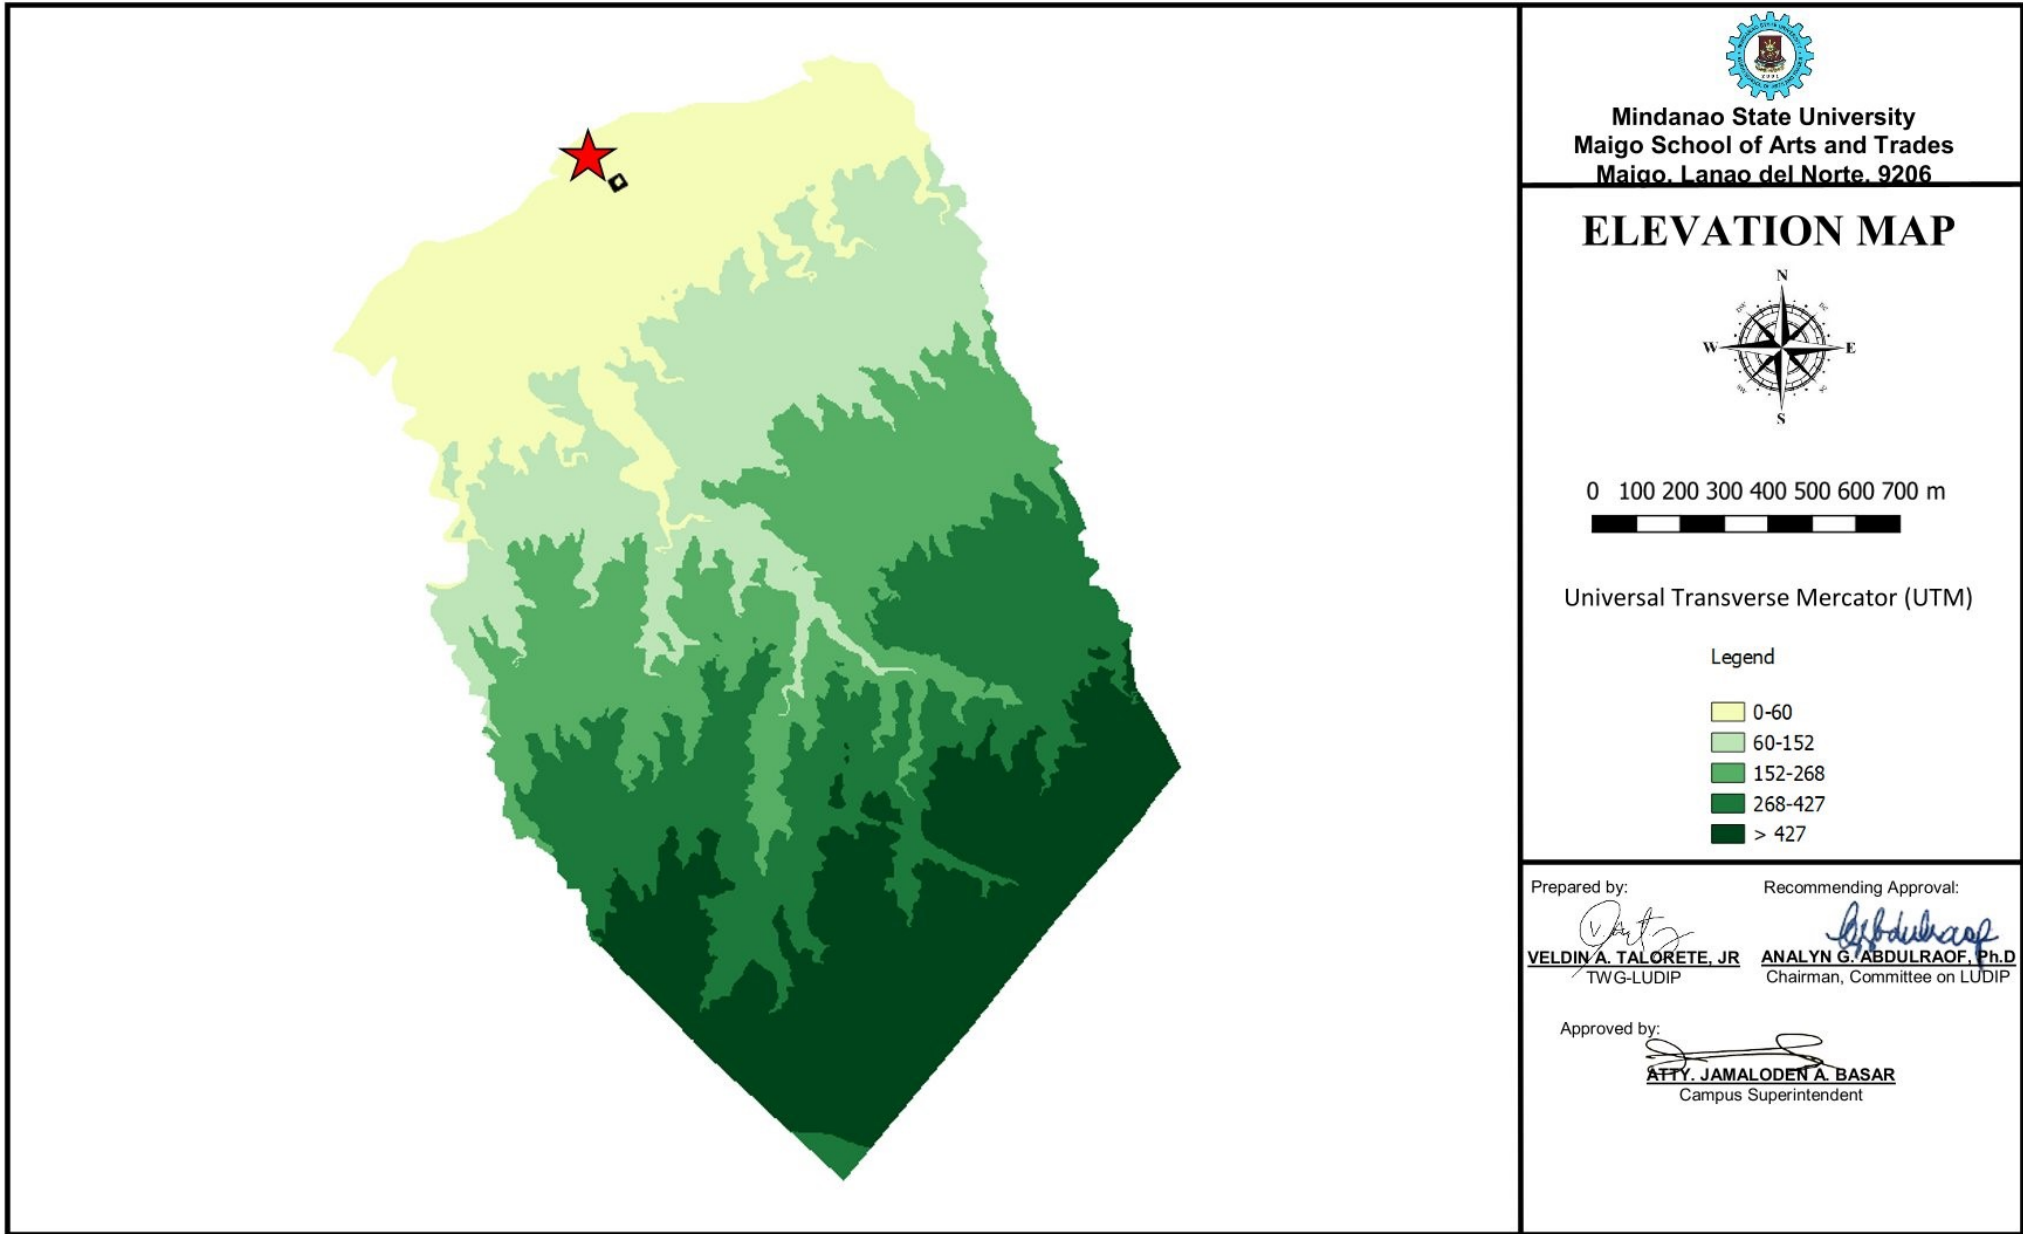 Mindanao State University
Maigo School of Arts and Trades
Maigo, Lanao del Norte, 9206
ELEVATION MAP
N
W E
S
0 100 200 300 400 500 600 700 m
Universal Transverse Mercator (UTM)
Legend
0-60
60-152
152-268
268-427
> 427
Prepared by:
VELDIN A. TALORETE, JR
TWG-LUDIP
Recommending Approval:
ANALYN G. ABDULRAOF, Ph.D
Chairman, Committee on LUDIP
Approved by:
ATTY. JAMALODEN A. BASAR
Campus Superintendent